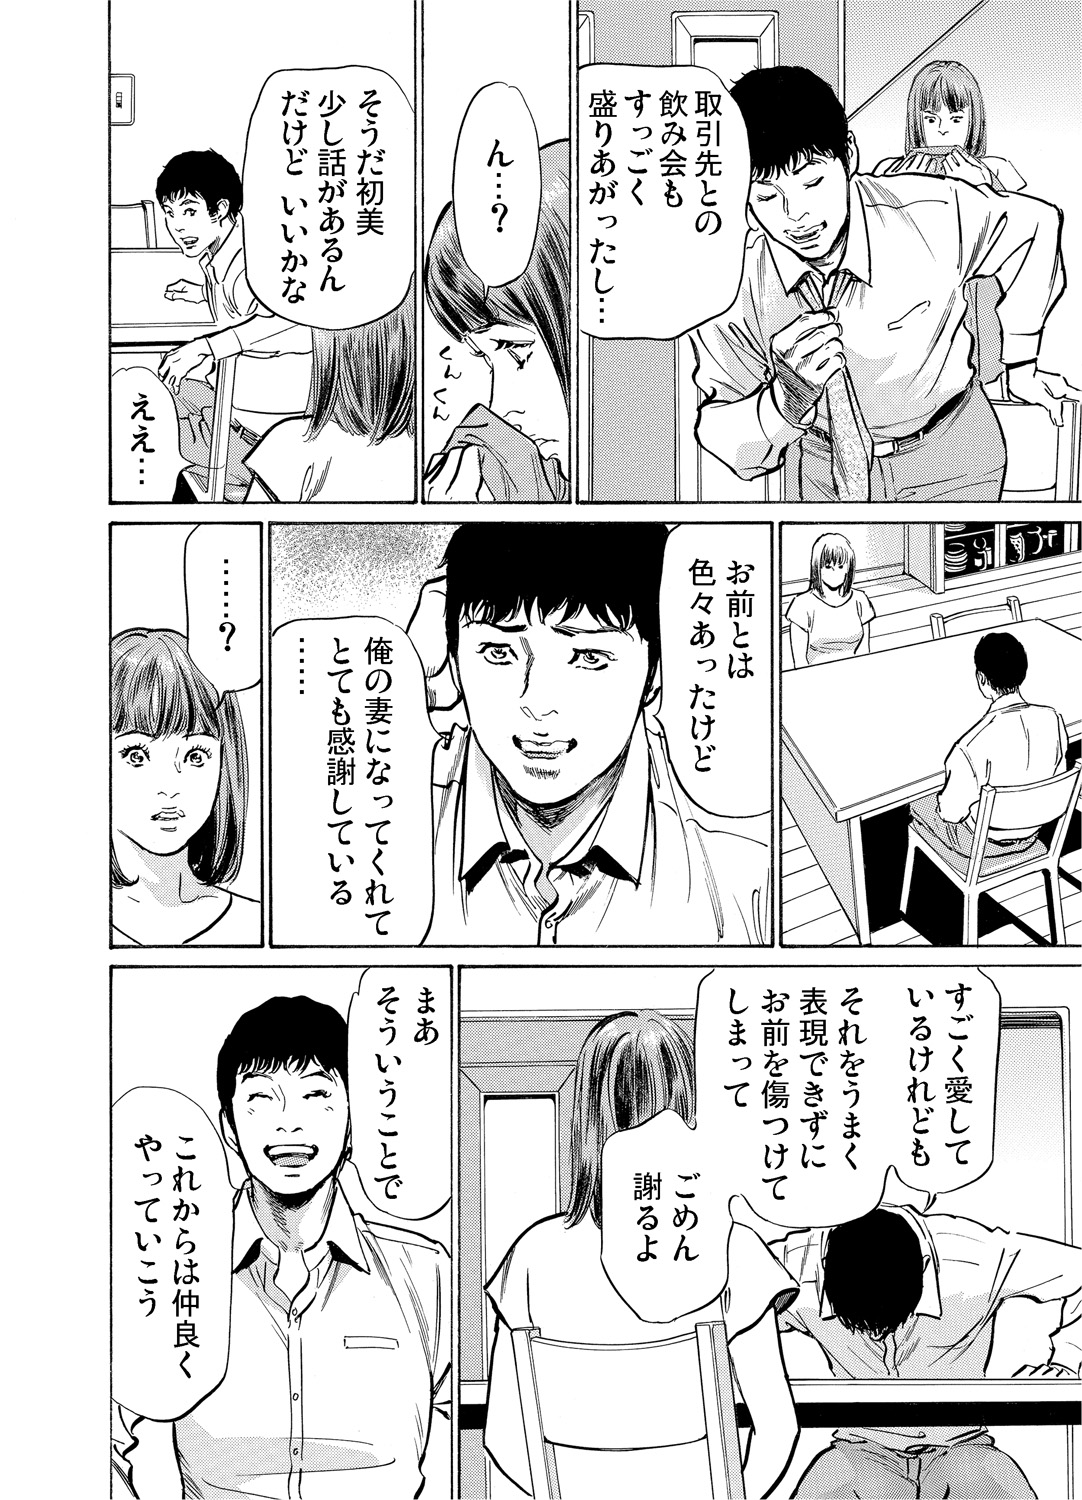 取引先との
飲み会も
すっごく
盛りあがったし…
ん…?
くん
くん
そうだ初美
少し話があるん
だけど いいかな
ええ…
お前とは
色々あったけど
俺の妻になってくれて
とても感謝している
……
……?
すごく愛して
いるけれども
それをうまく
表現できずに
お前を傷つけて
しまって
ごめん
謝るよ
まあ
そういうことで
これからは仲良く
やっていこう